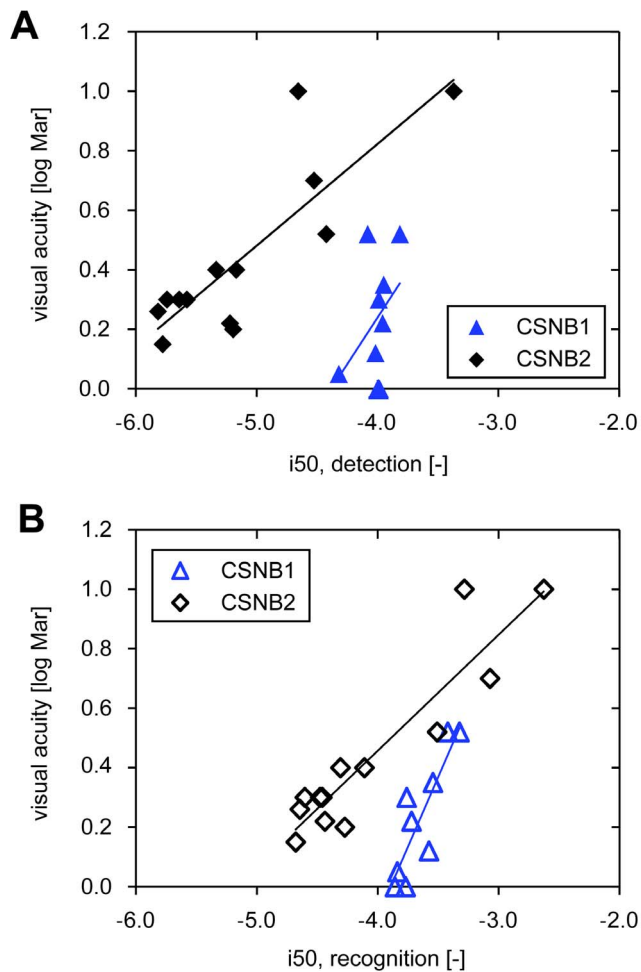 A
1.2
1.0
0.8
0.6
0.4
0.2
0.0
visual acuity [log Mar]
CSNB1
CSNB2
-6.0 -5.0 -4.0 -3.0 -2.0
i50, detection [-]
B
1.2
1.0
0.8
0.6
0.4
0.2
0.0
visual acuity [log Mar]
CSNB1
CSNB2
-6.0 -5.0 -4.0 -3.0 -2.0
i50, recognition [-]